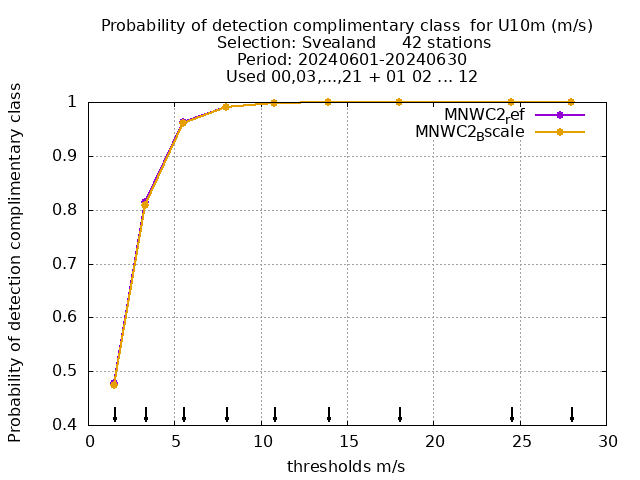 Probability of detection complimentary class  for U10m (m/s)
Selection: Svealand     42 stations
Period: 20240601-20240630
Used 00,03,...,21 + 01 02 ... 12
Probability of detection complimentary class
1
0.9
0.8
0.7
0.6
0.5
0.4
MNWC2ref
MNWC2Bscale
0 5 10 15 20 25 30
thresholds m/s